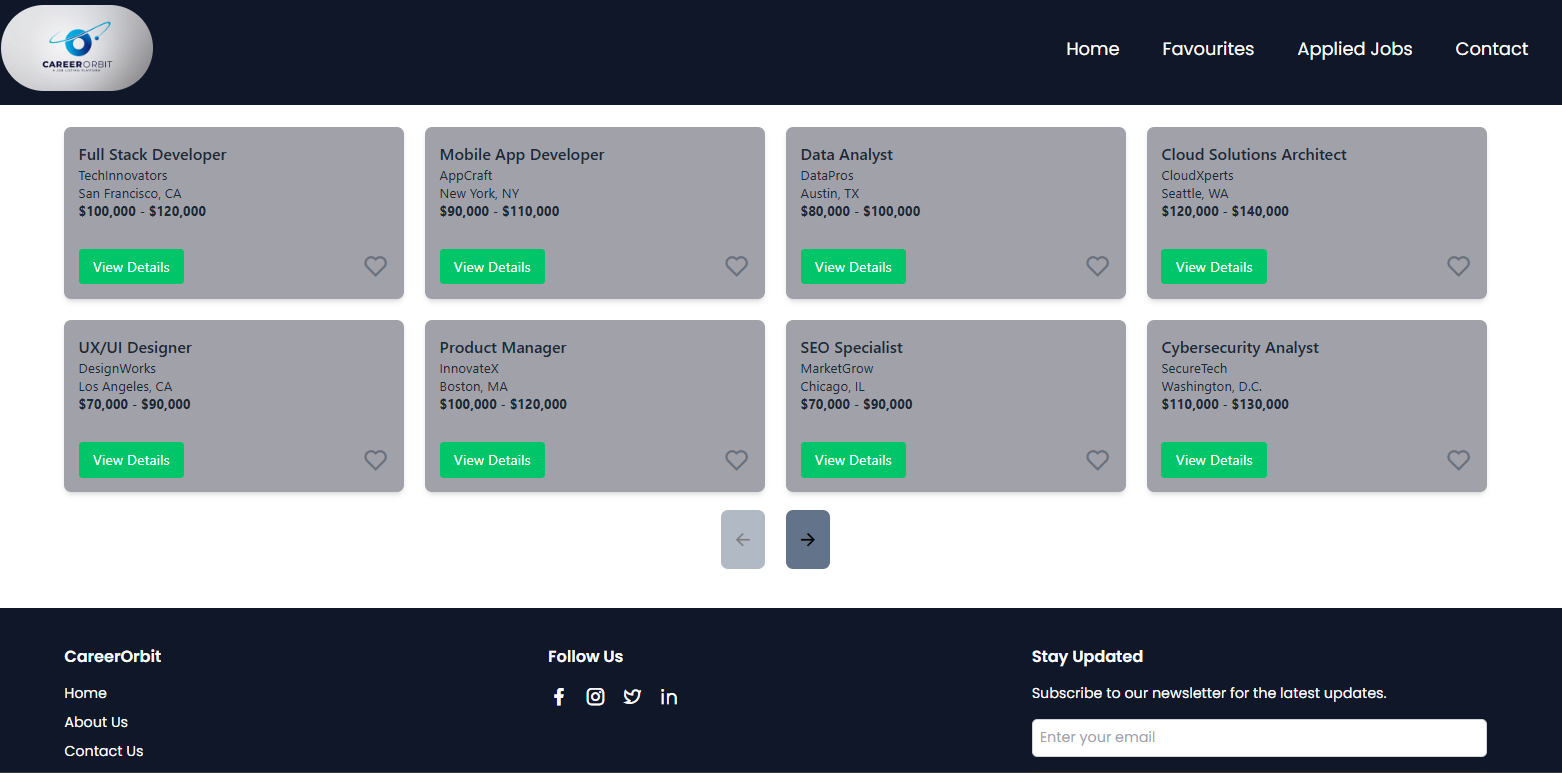 CAREERORBIT
A JOB LISTING PLATFORM
Home
Favourites
Applied Jobs
Contact
Full Stack Developer
TechInnovators
San Francisco, CA
$100,000 - $120,000
View Details
Mobile App Developer
AppCraft
New York, NY
$90,000 - $110,000
View Details
Data Analyst
DataPros
Austin, TX
$80,000 - $100,000
View Details
Cloud Solutions Architect
CloudXperts
Seattle, WA
$120,000 - $140,000
View Details
UX/UI Designer
DesignWorks
Los Angeles, CA
$70,000 - $90,000
View Details
Product Manager
InnovateX
Boston, MA
$100,000 - $120,000
View Details
SEO Specialist
MarketGrow
Chicago, IL
$70,000 - $90,000
View Details
Cybersecurity Analyst
SecureTech
Washington, D.C.
$110,000 - $130,000
View Details
CareerOrbit
Home
About Us
Contact Us
Follow Us
Stay Updated
Subscribe to our newsletter for the latest updates.
Enter your email